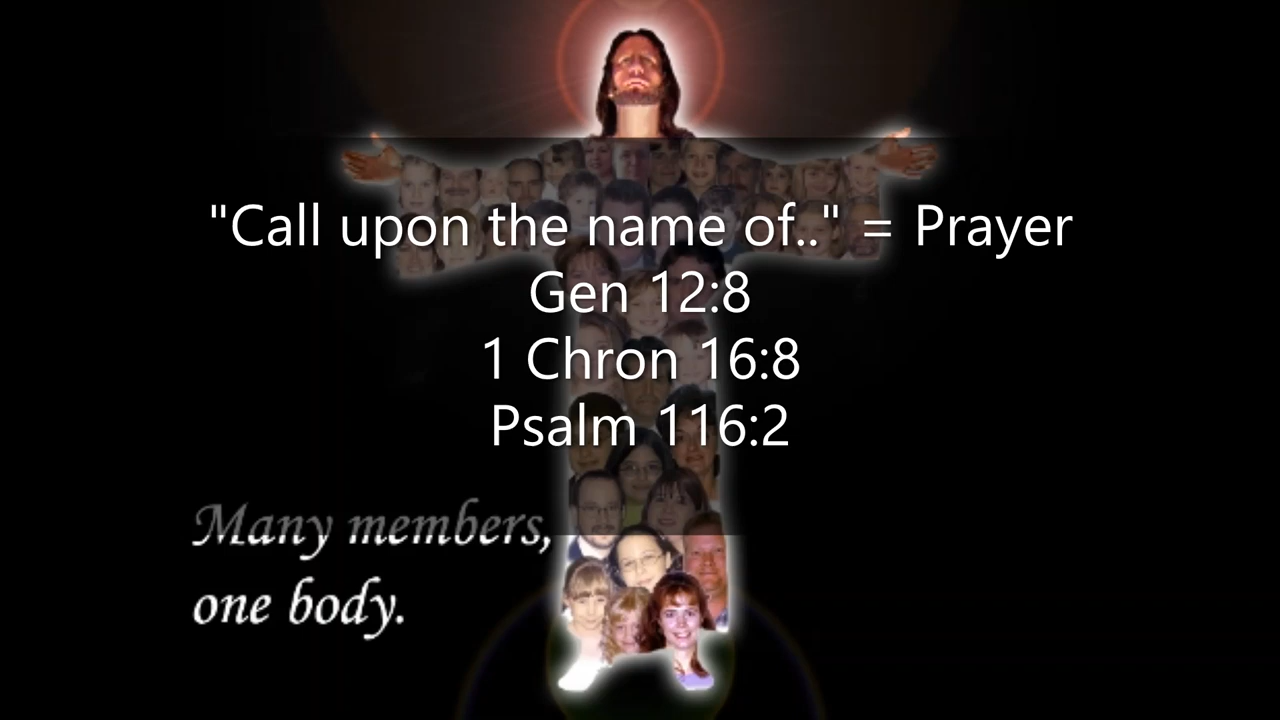 "Call upon the name of.." = Prayer
Gen 12:8
1 Chron 16:8
Psalm 116:2
Many members,
one body.